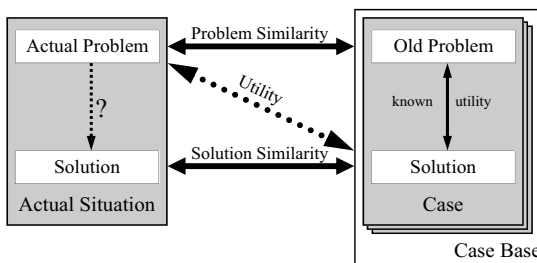 Problem Similarity
Actual Problem
Old Problem
Utility
?
known utility
Solution Similarity
Solution
Solution
Actual Situation
Case
Case Base